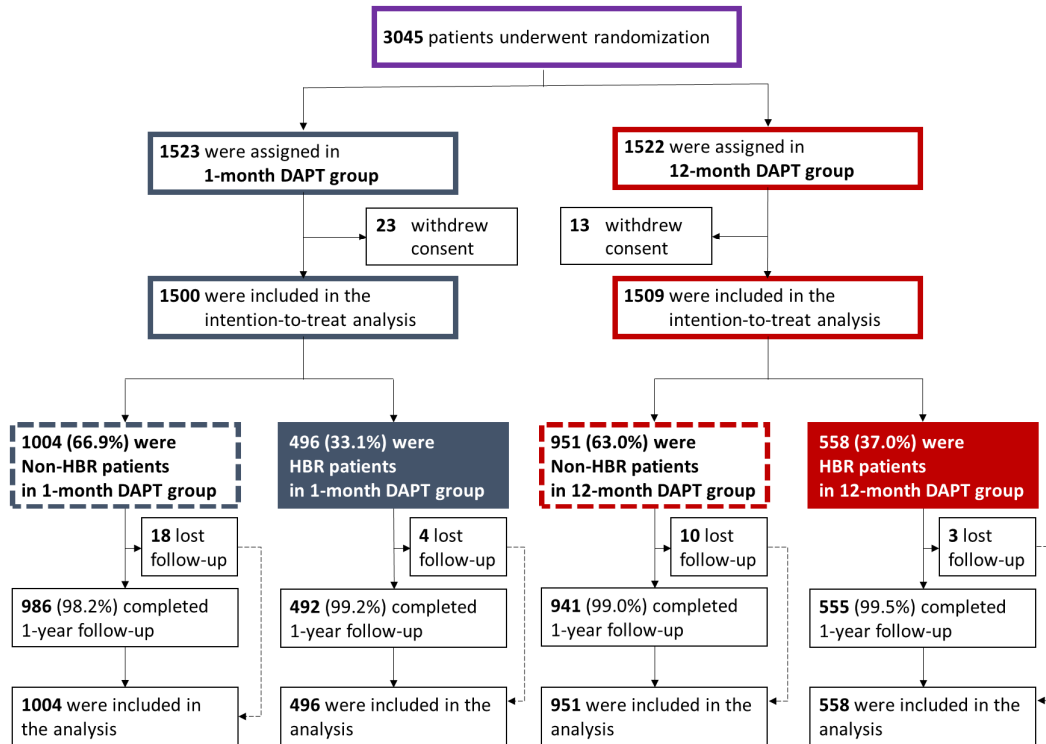 3045 patients underwent randomization
1523 were assigned in
1-month DAPT group
1522 were assigned in
12-month DAPT group
23 withdrew
consent
13 withdrew
consent
1500 were included in the
intention-to-treat analysis
1509 were included in the
intention-to-treat analysis
1004 (66.9%) were
Non-HBR patients
in 1-month DAPT group
496 (33.1%) were
HBR patients
in 1-month DAPT group
951 (63.0%) were
Non-HBR patients
in 12-month DAPT group
558 (37.0%) were
HBR patients
in 12-month DAPT group
18 lost
follow-up
4 lost
follow-up
10 lost
follow-up
3 lost
follow-up
986 (98.2%) completed
1-year follow-up
492 (99.2%) completed
1-year follow-up
941 (99.0%) completed
1-year follow-up
555 (99.5%) completed
1-year follow-up
1004 were included in
the analysis
496 were included in the
analysis
951 were included in the
analysis
558 were included in the
analysis